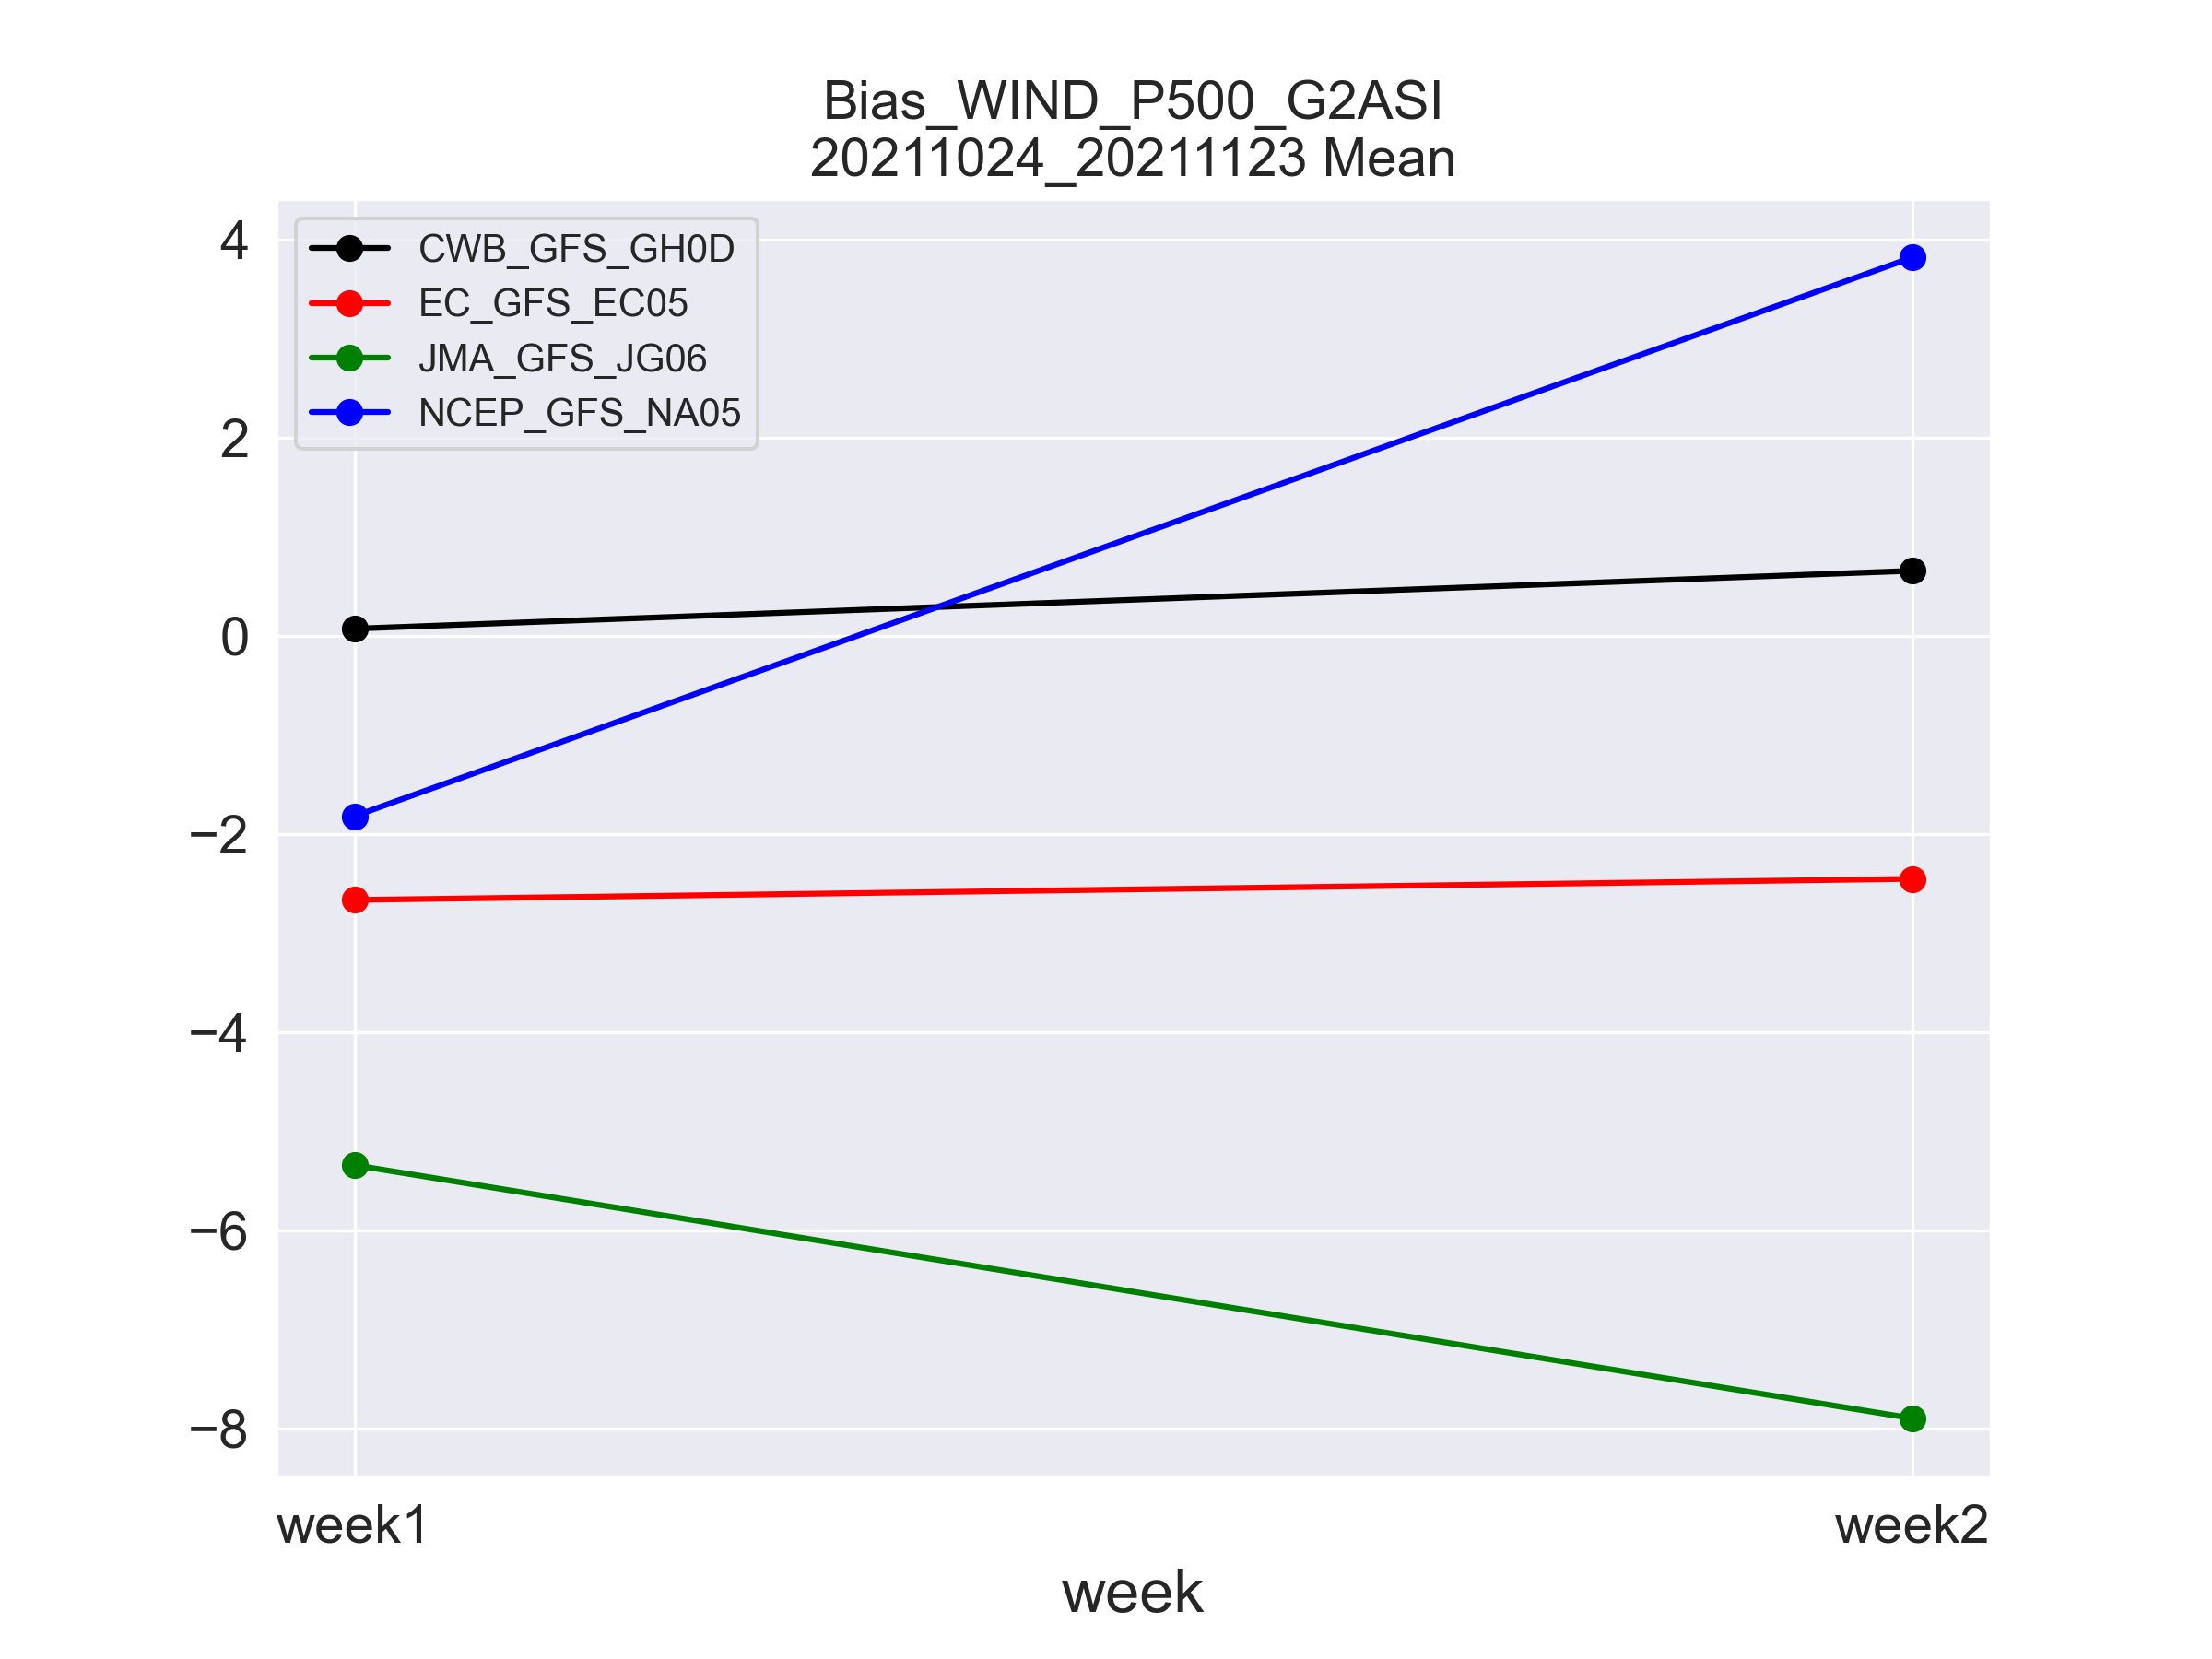 Bias_WIND_P500_G2ASI
20211024_20211123 Mean
CWB_GFS_GH0D
EC_GFS_EC05
JMA_GFS_JG06
NCEP_GFS_NA05
4
2
0
−2
−4
−6
−8
week1
week2
week